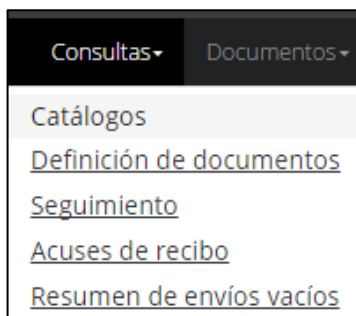 Consultas Documentos
Catálogos
Definición de documentos
Seguimiento
Acuses de recibo
Resumen de envíos vacíos